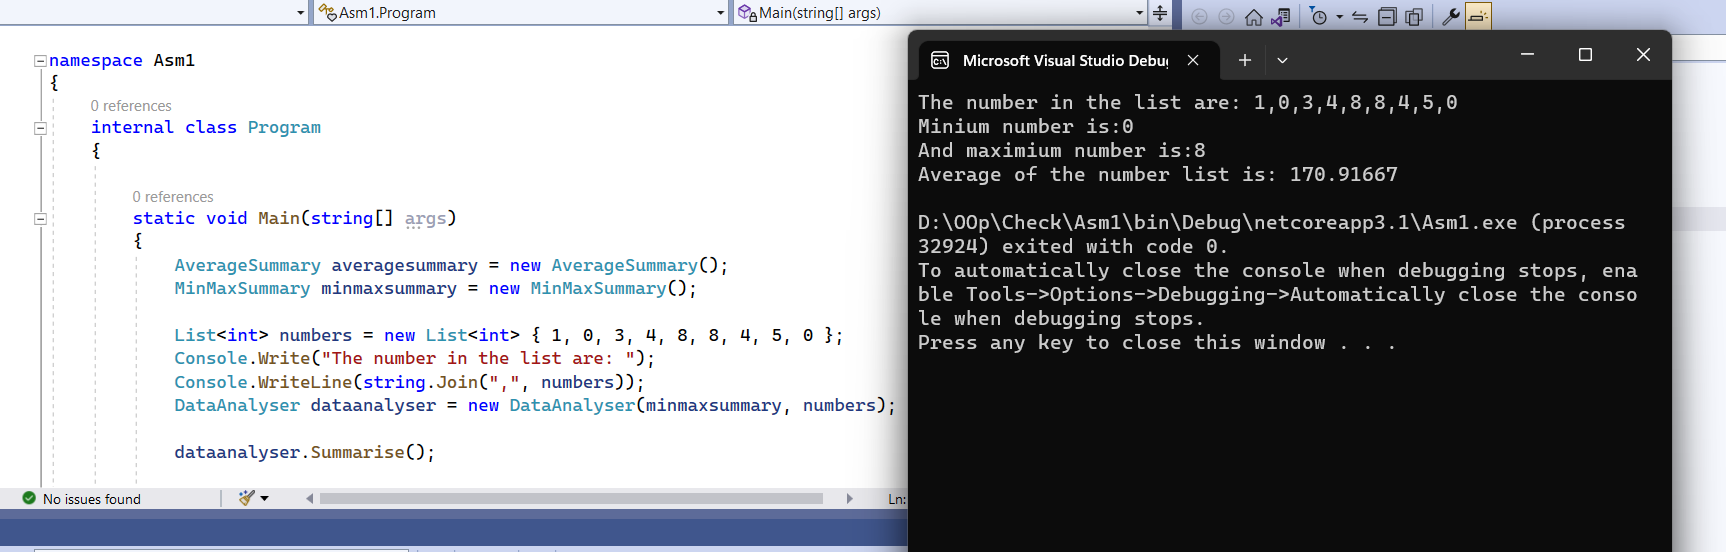 Asm1.Program
Main(string[] args)
namespace Asm1
{
0 references
internal class Program
{
0 references
static void Main(string[] args)
{
AverageSummary averagesummary = new AverageSummary();
MinMaxSummary minmaxsummary = new MinMaxSummary();
List<int> numbers = new List<int> { 1, 0, 3, 4, 8, 8, 4, 5, 0 };
Console.Write("The number in the list are: ");
Console.WriteLine(string.Join(",", numbers));
DataAnalyser dataanalyser = new DataAnalyser(minmaxsummary, numbers);
dataanalyser.Summarise();
No issues found
Ln:
Microsoft Visual Studio Debug
The number in the list are: 1,0,3,4,8,8,4,5,0
Minium number is:0
And maximium number is:8
Average of the number list is: 170.91667
D:\OOp\Check\Asm1\bin\Debug\netcoreapp3.1\Asm1.exe (process
32924) exited with code 0.
To automatically close the console when debugging stops, ena
ble Tools->Options->Debugging->Automatically close the conso
le when debugging stops.
Press any key to close this window . . .